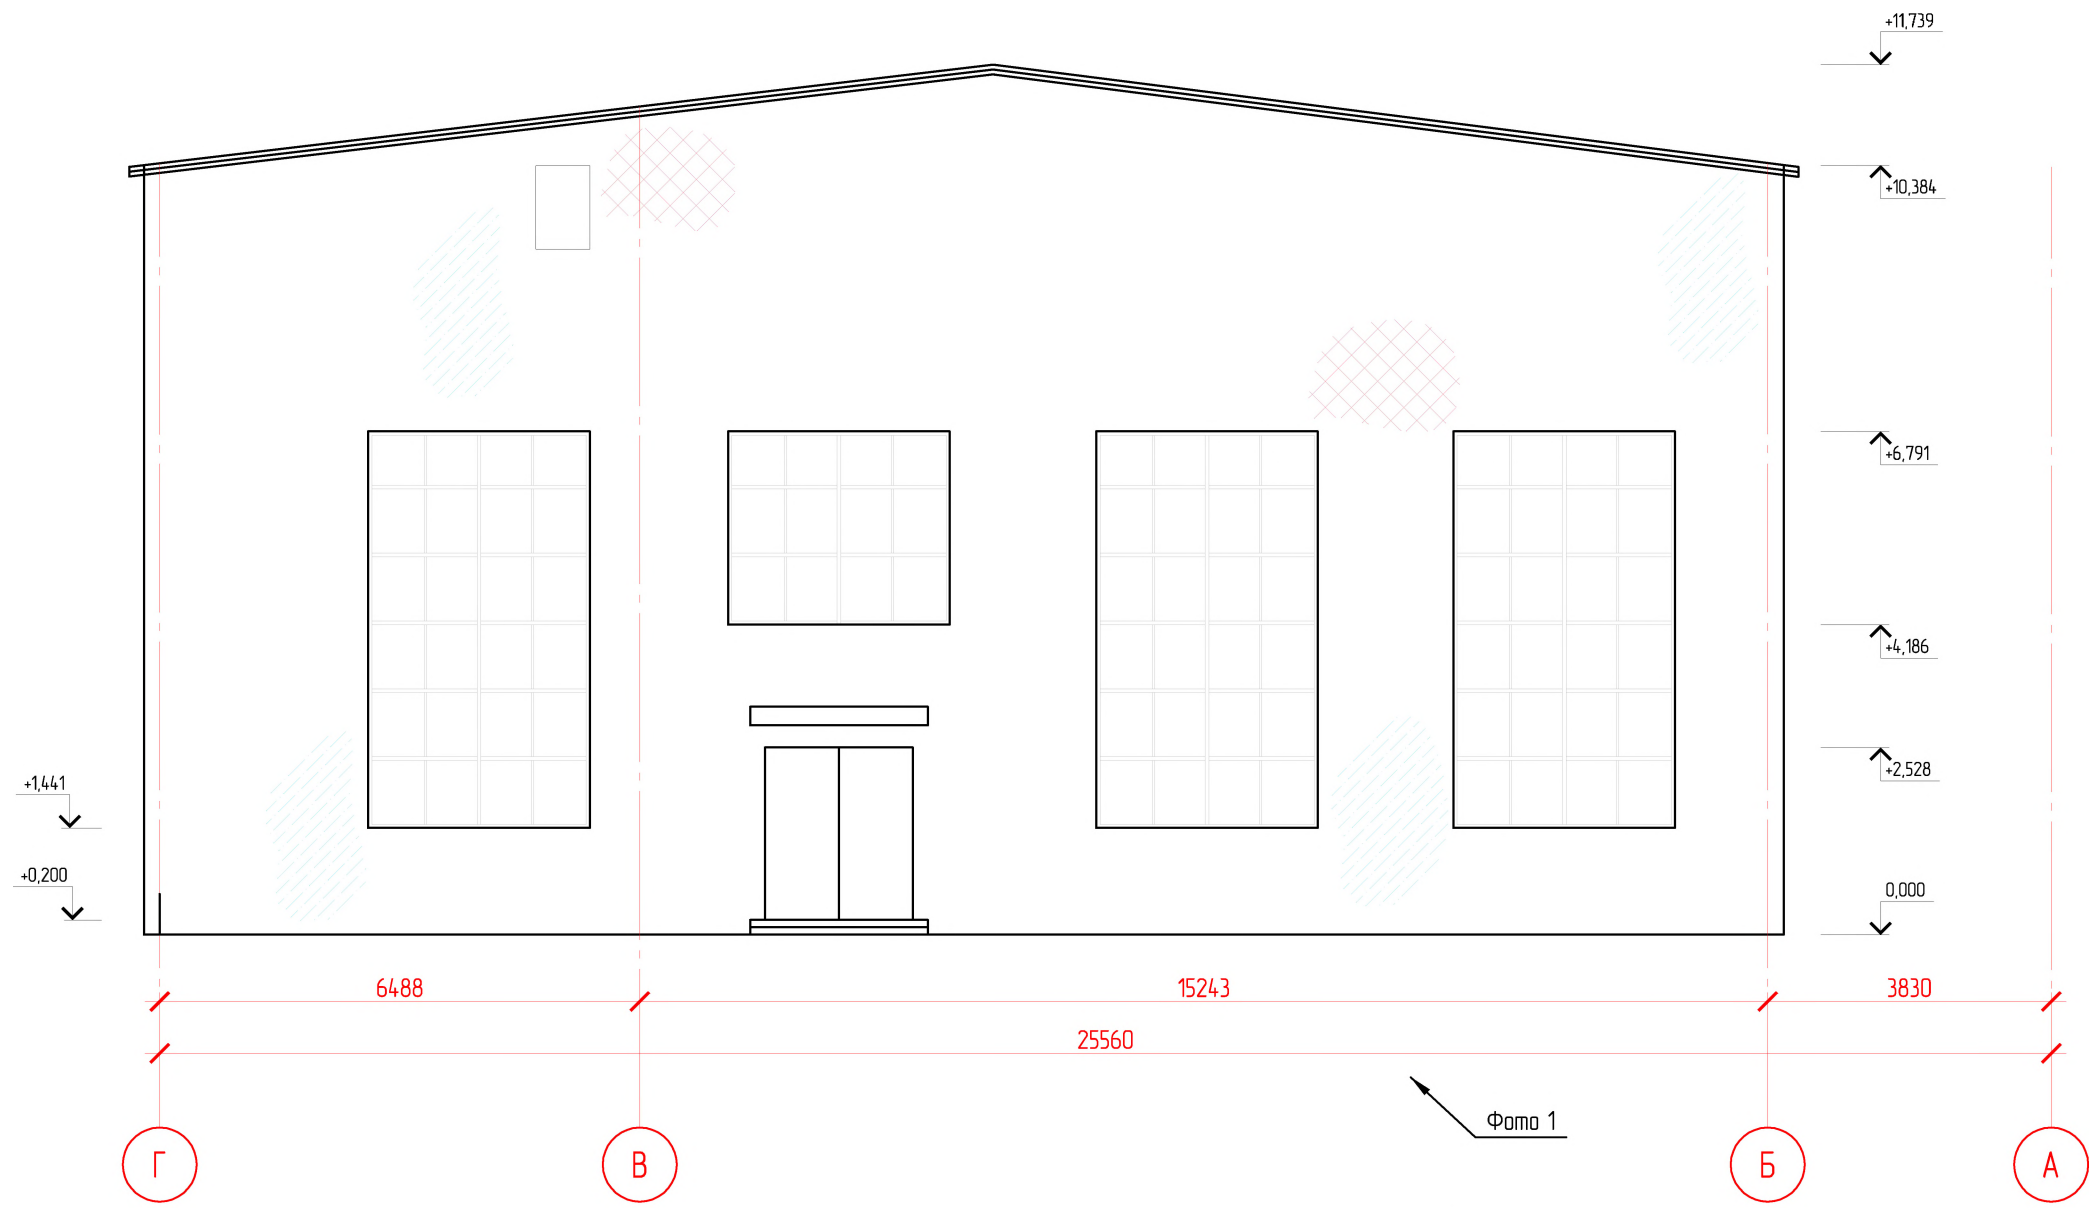 +11,739
+10,384
+6,791
+4,186
+2,528
+1,441
+0,200
0,000
6488
15243
3830
25560
Фото 1
Г
В
Б
А